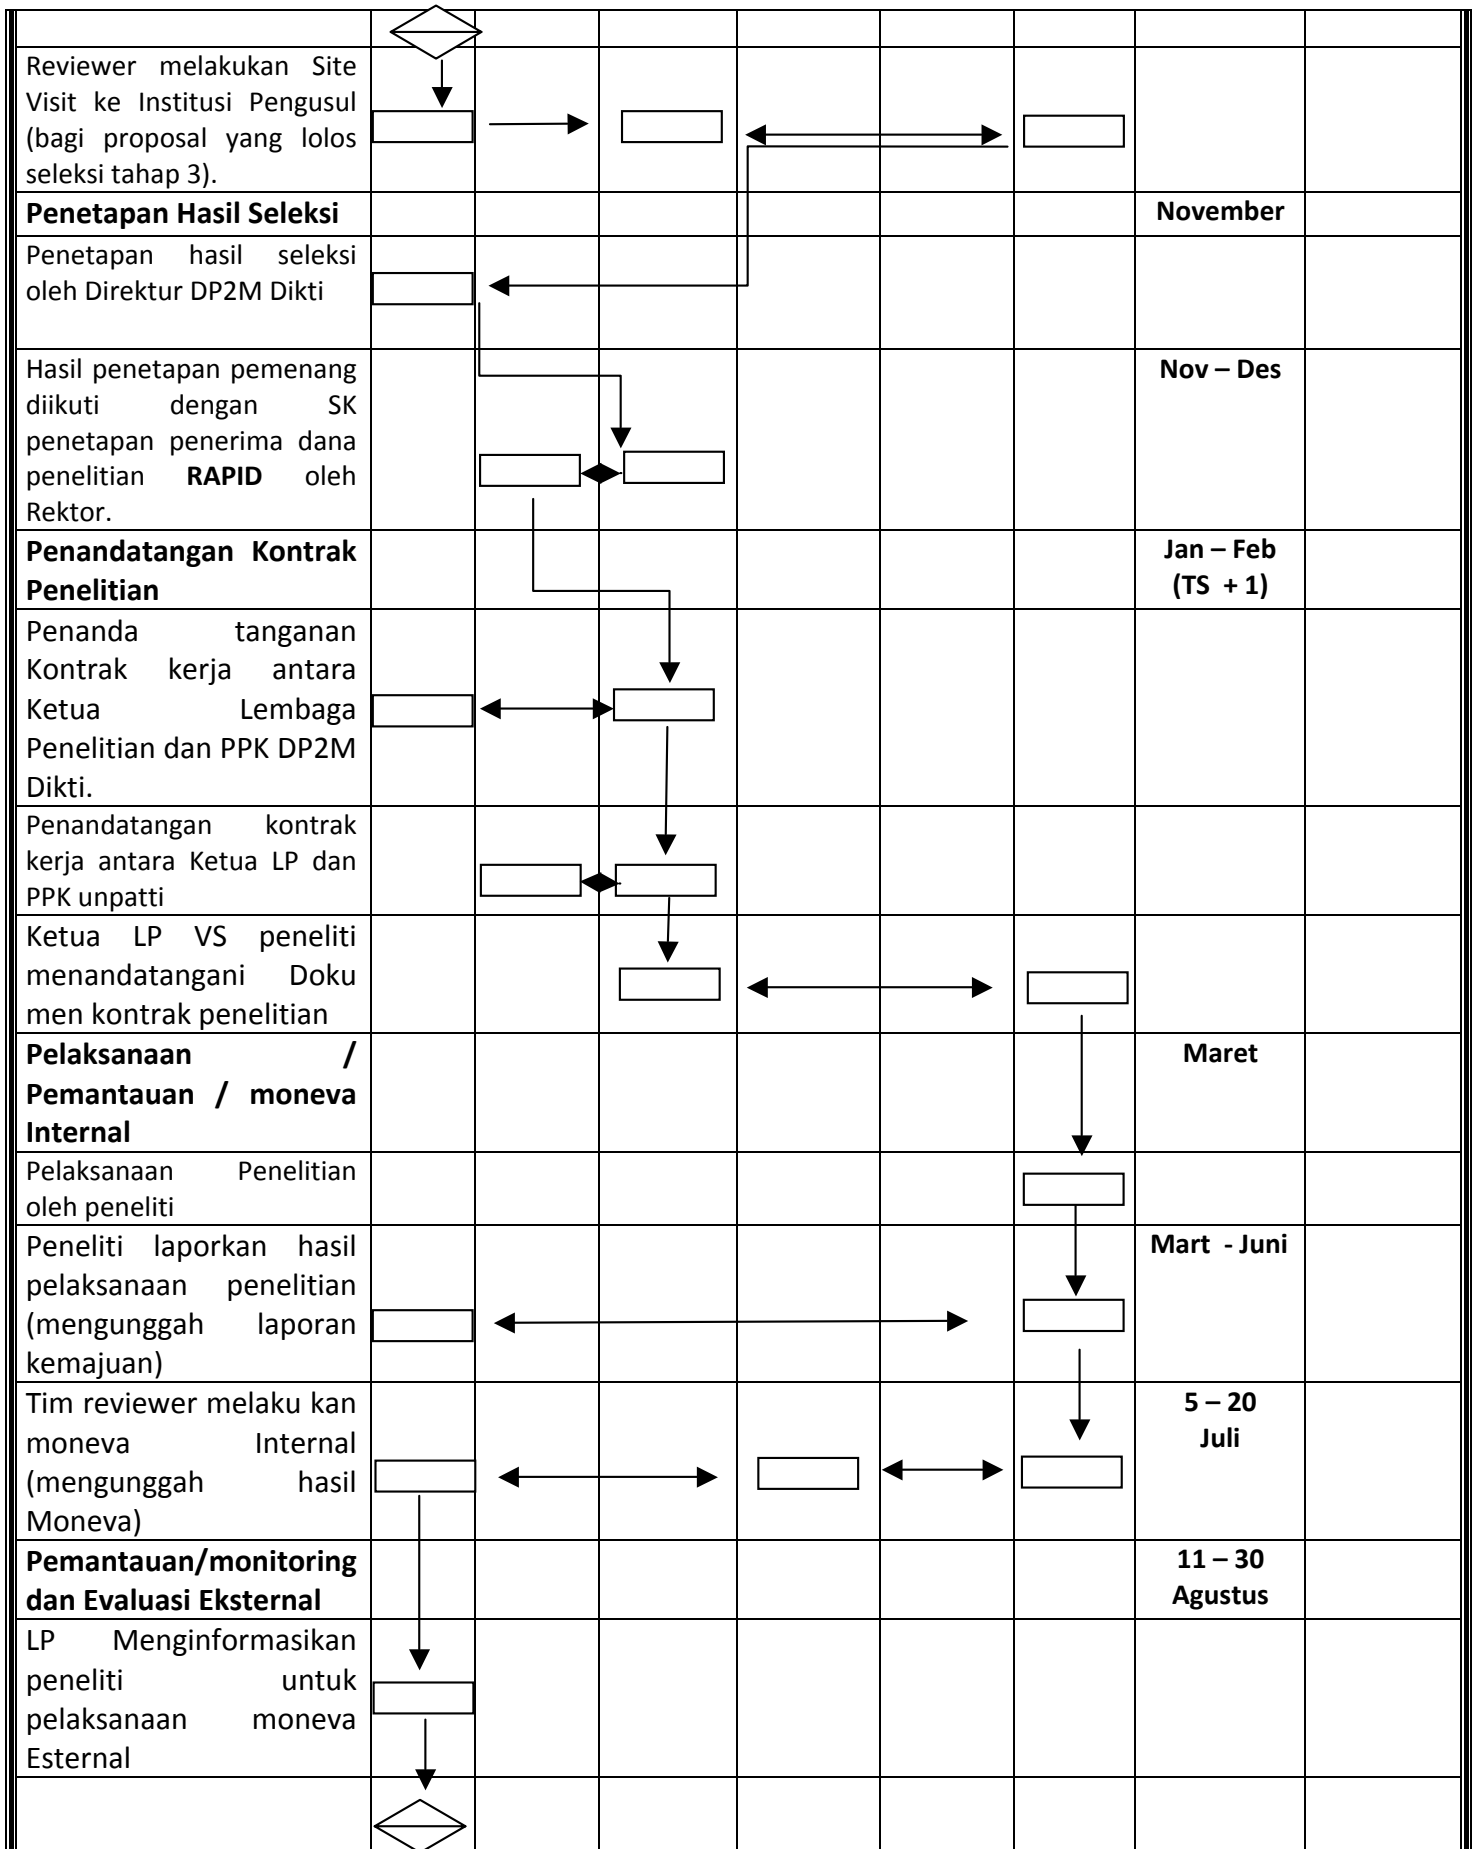 Reviewer melakukan Site
Visit ke Institusi Pengusul
(bagi proposal yang lolos
seleksi tahap 3).
Penetapan Hasil Seleksi
November
Penetapan hasil seleksi
oleh Direktur DP2M Dikti
Hasil penetapan pemenang
diikuti dengan SK
penetapan penerima dana
penelitian RAPID oleh
Rektor.
Nov – Des
Penandatangan Kontrak
Penelitian
Jan – Feb
(TS + 1)
Penanda tanganan
Kontrak kerja antara
Ketua Lembaga
Penelitian dan PPK DP2M
Dikti.
Penandatangan kontrak
kerja antara Ketua LP dan
PPK unpatti
Ketua LP VS peneliti
menandatangani Doku
men kontrak penelitian
Pelaksanaan /
Pemantauan / moneva
Internal
Maret
Pelaksanaan Penelitian
oleh peneliti
Peneliti laporkan hasil
pelaksanaan penelitian
(mengunggah laporan
kemajuan)
Mart - Juni
Tim reviewer melaku kan
moneva Internal
(mengunggah hasil
Moneva)
5 – 20
Juli
Pemantauan/monitoring
dan Evaluasi Eksternal
11 – 30
Agustus
LP Menginformasikan
peneliti untuk
pelaksanaan moneva
Esternal